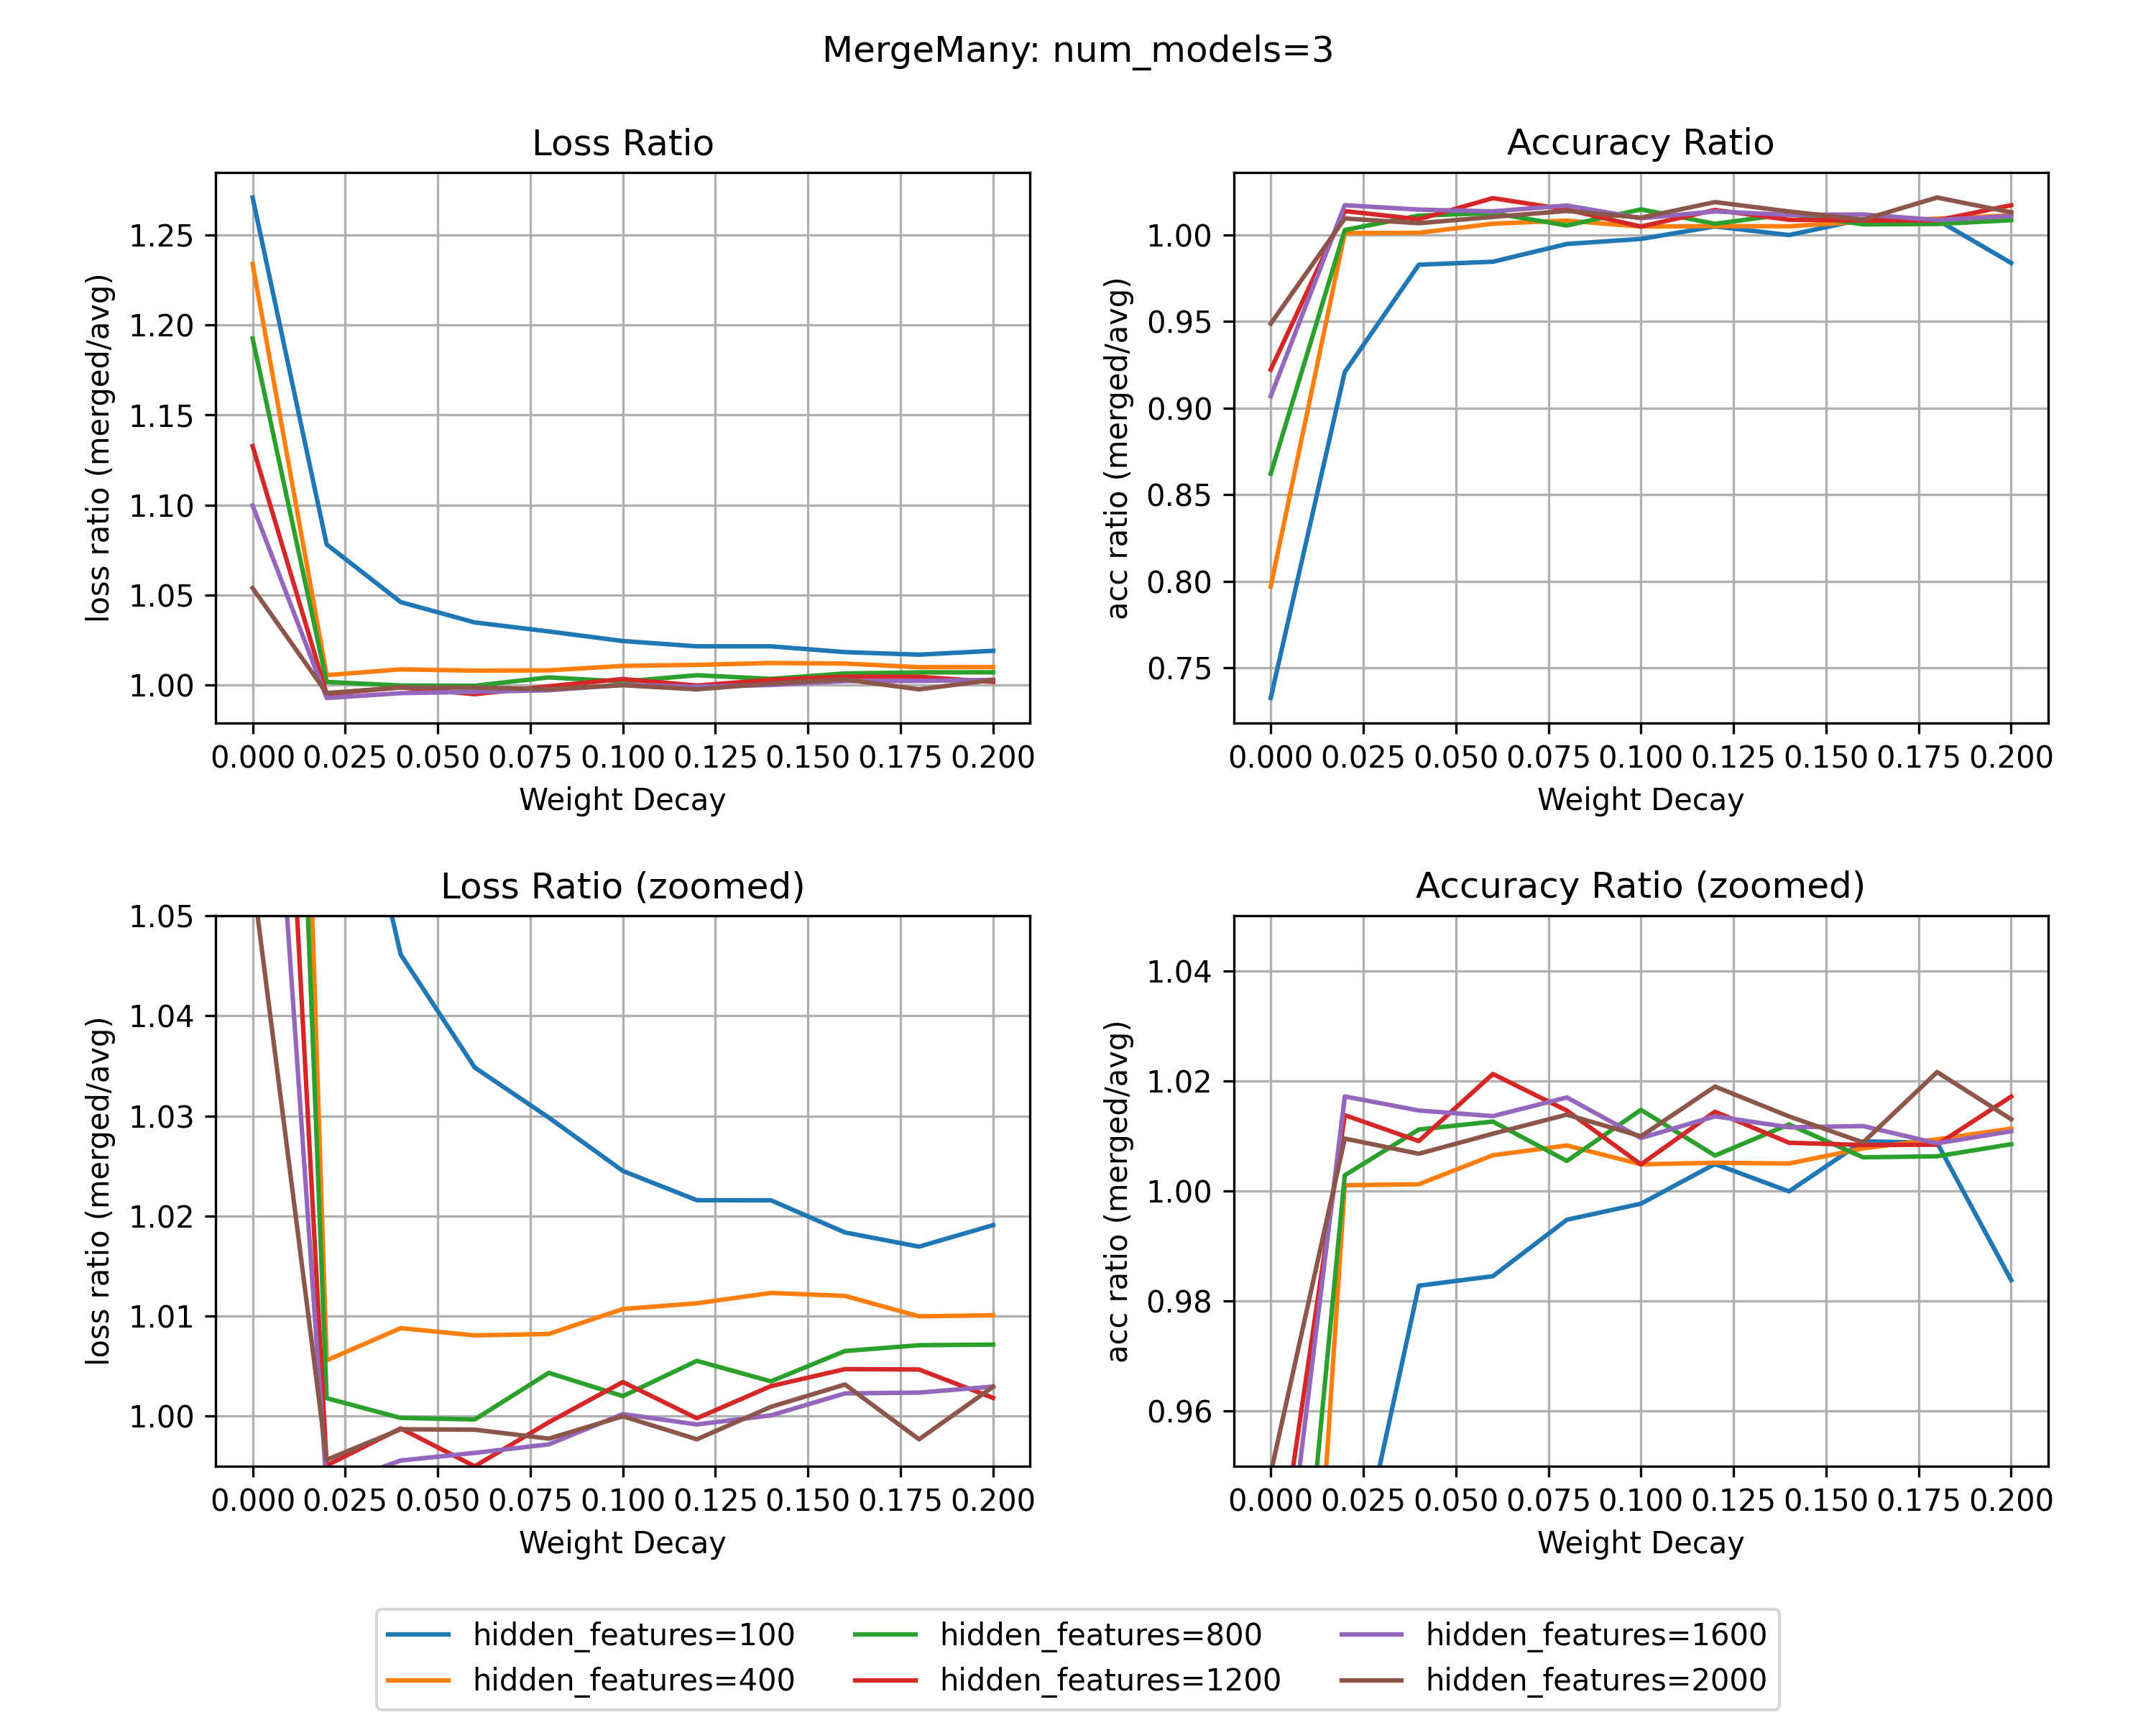 MergeMany: num_models=3
Loss Ratio
loss ratio (merged/avg)
1.25
1.20
1.15
1.10
1.05
1.00
0.000 0.025 0.050 0.075 0.100 0.125 0.150 0.175 0.200
Weight Decay
Accuracy Ratio
acc ratio (merged/avg)
1.00
0.95
0.90
0.85
0.80
0.75
0.000 0.025 0.050 0.075 0.100 0.125 0.150 0.175 0.200
Weight Decay
Loss Ratio (zoomed)
loss ratio (merged/avg)
1.05
1.04
1.03
1.02
1.01
1.00
0.000 0.025 0.050 0.075 0.100 0.125 0.150 0.175 0.200
Weight Decay
Accuracy Ratio (zoomed)
acc ratio (merged/avg)
1.04
1.02
1.00
0.98
0.96
0.000 0.025 0.050 0.075 0.100 0.125 0.150 0.175 0.200
Weight Decay
hidden_features=100 hidden_features=800 hidden_features=1600
hidden_features=400 hidden_features=1200 hidden_features=2000